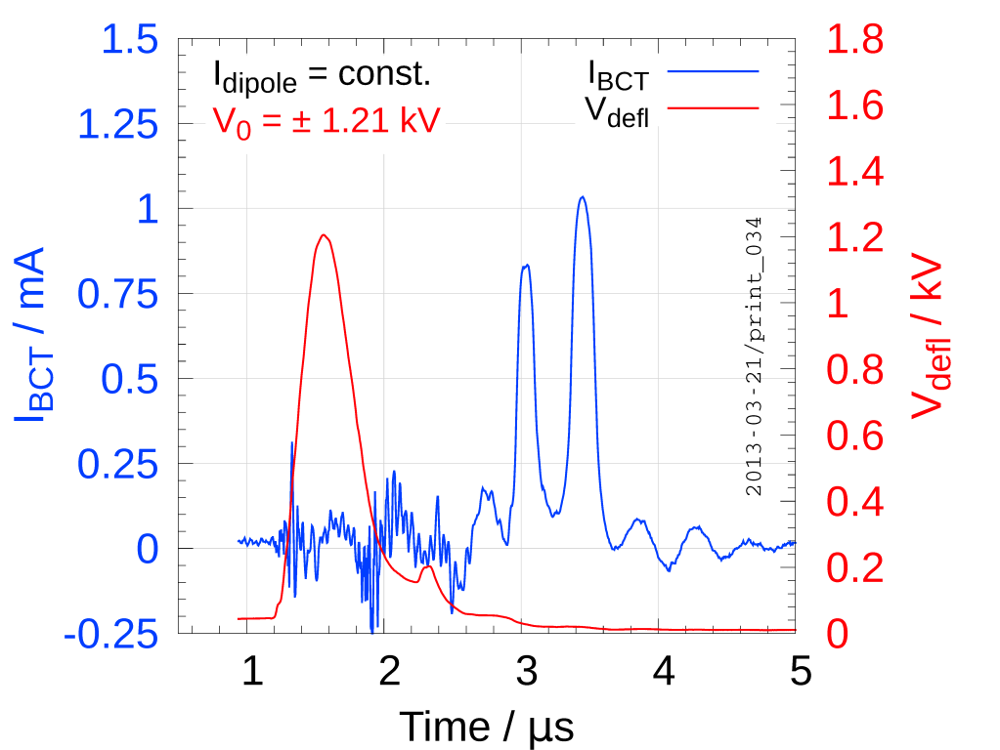 I_dipole = const.
V_0 = ± 1.21 kV
I_BCT
V_defl
1.5
1.25
1
0.75
0.5
0.25
0
-0.25
I_BCT / mA
1.8
1.6
1.4
1.2
1
0.8
0.6
0.4
0.2
0
V_defl / kV
2013-03-21/print_034
1 2 3 4 5
Time / µs